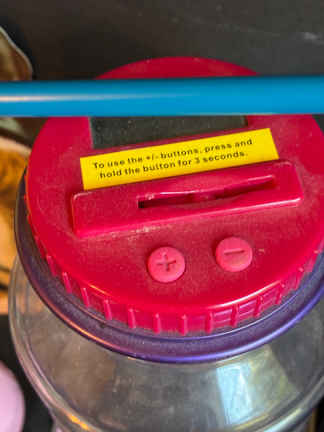 To use the +/- buttons, press and
hold the button for 3 seconds.
+
-